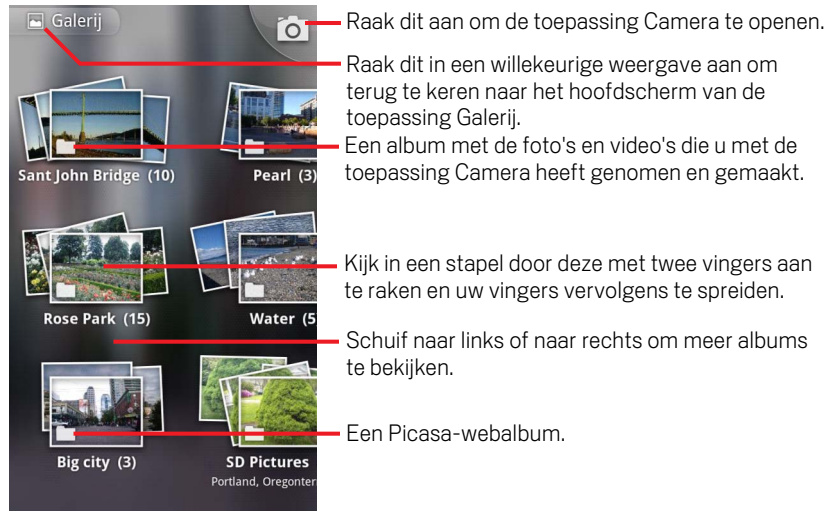 Galerij
Raak dit aan om de toepassing Camera te openen.
Raak dit in een willekeurige weergave aan om
terug te keren naar het hoofdscherm van de
toepassing Galerij.
Een album met de foto's en video's die u met de
toepassing Camera heeft genomen en gemaakt.
Sant John Bridge (10)
Pearl (3)
Kijk in een stapel door deze met twee vingers aan
te raken en uw vingers vervolgens te spreiden.
Rose Park (15)
Water (5
Schuif naar links of naar rechts om meer albums
te bekijken.
Een Picasa-webalbum.
Big city (3)
SD Pictures
Portland, Oregonter